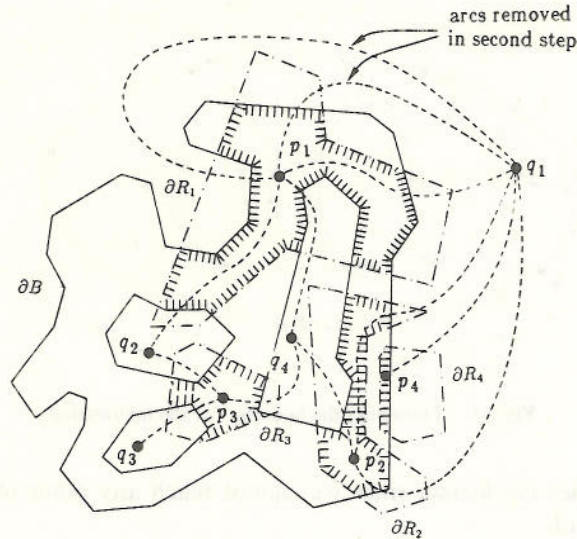 arcs removed
in second step
p₁
q₁
∂R₁
∂B
q₂
q₄
p₃
p₄
∂R₄
∂R₃
q₃
p₂
∂R₂